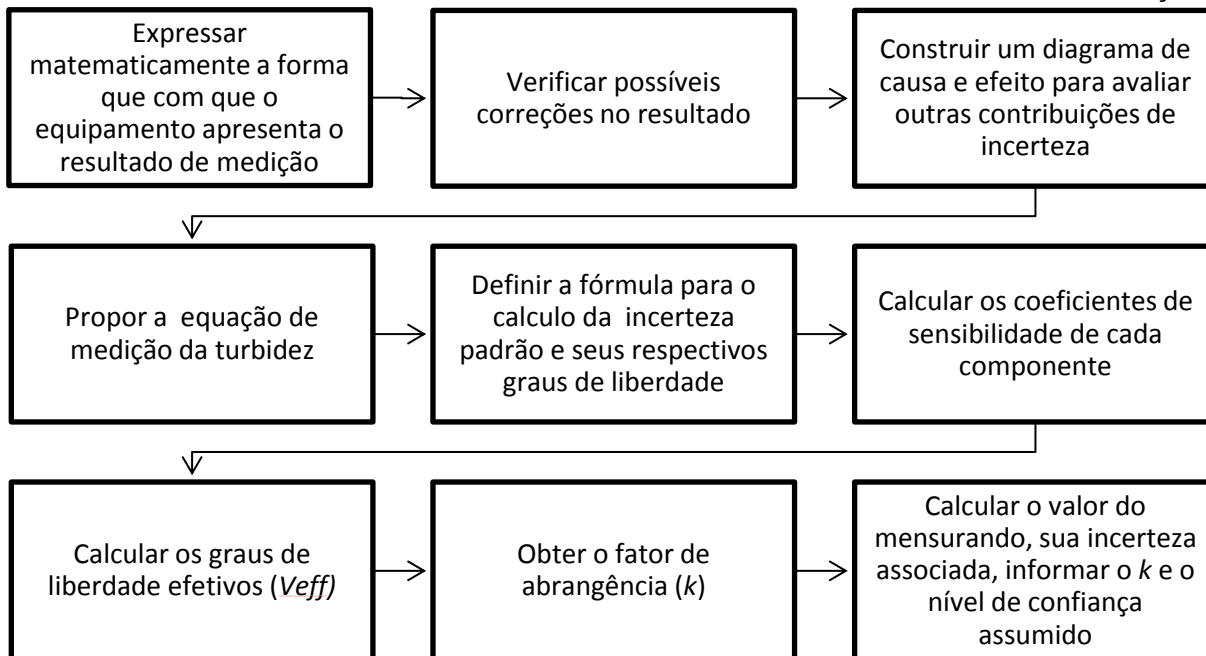 Expressar
matematicamente a forma
que com que o
equipamento apresenta o
resultado de medição
Verificar possíveis
correções no resultado
Construir um diagrama de
causa e efeito para avaliar
outras contribuições de
incerteza
Propor a equação de
medição da turbidez
Definir a fórmula para o
calculo da incerteza
padrão e seus respectivos
graus de liberdade
Calcular os coeficientes de
sensibilidade de cada
componente
Calcular os graus de
liberdade efetivos (Veff)
Obter o fator de
abrangência (k)
Calcular o valor do
mensurando, sua incerteza
associada, informar o k e o
nível de confiança
assumido